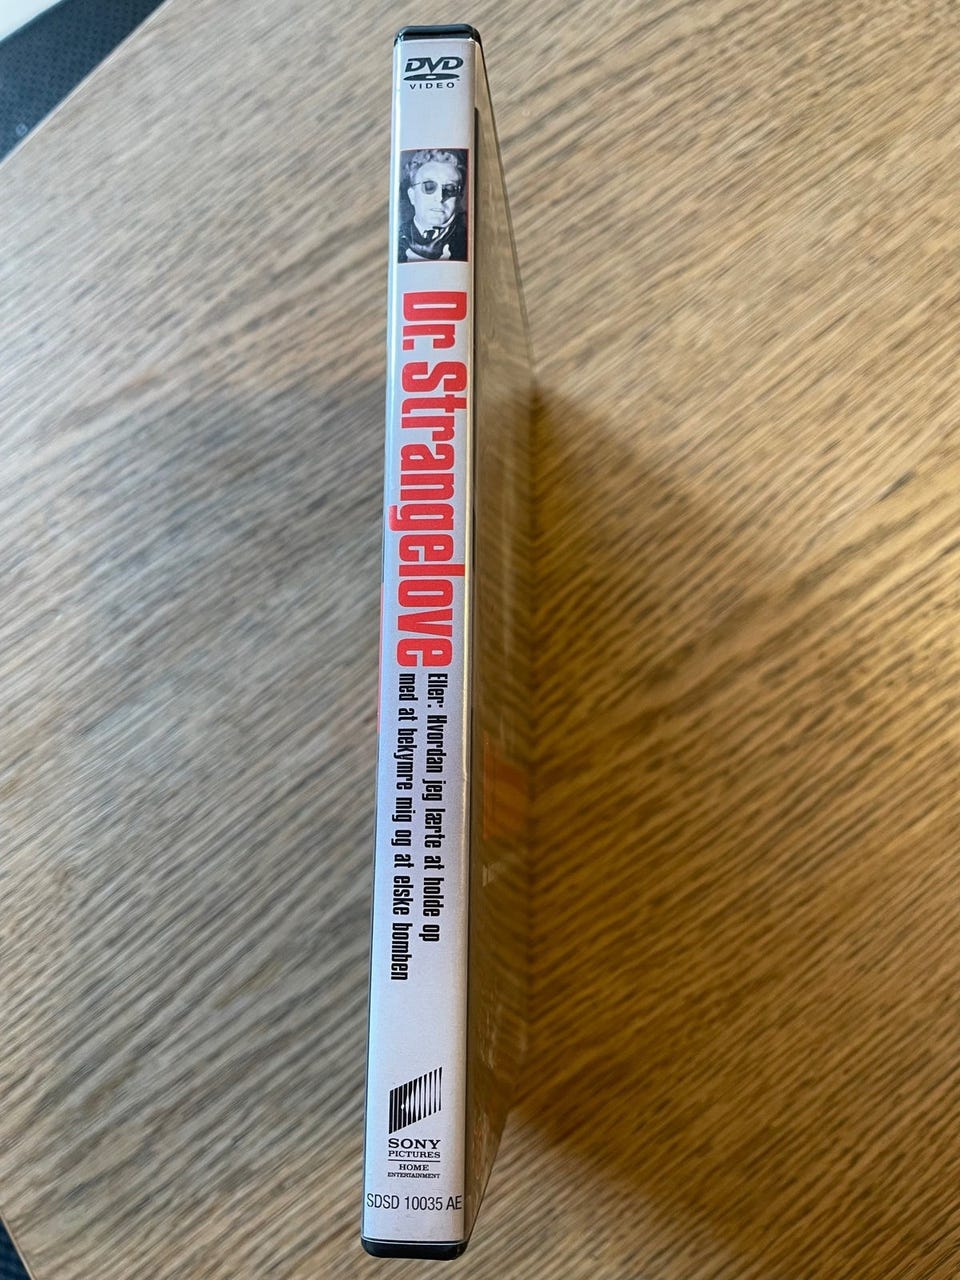 DVD
VIDEO
Dr. Strangelove
Eller: Hvordan jeg lærte at holde op
med at bekymre mig og at elske bomben
SONY
PICTURES
HOME
ENTERTAINMENT
SDSD 10035 AE